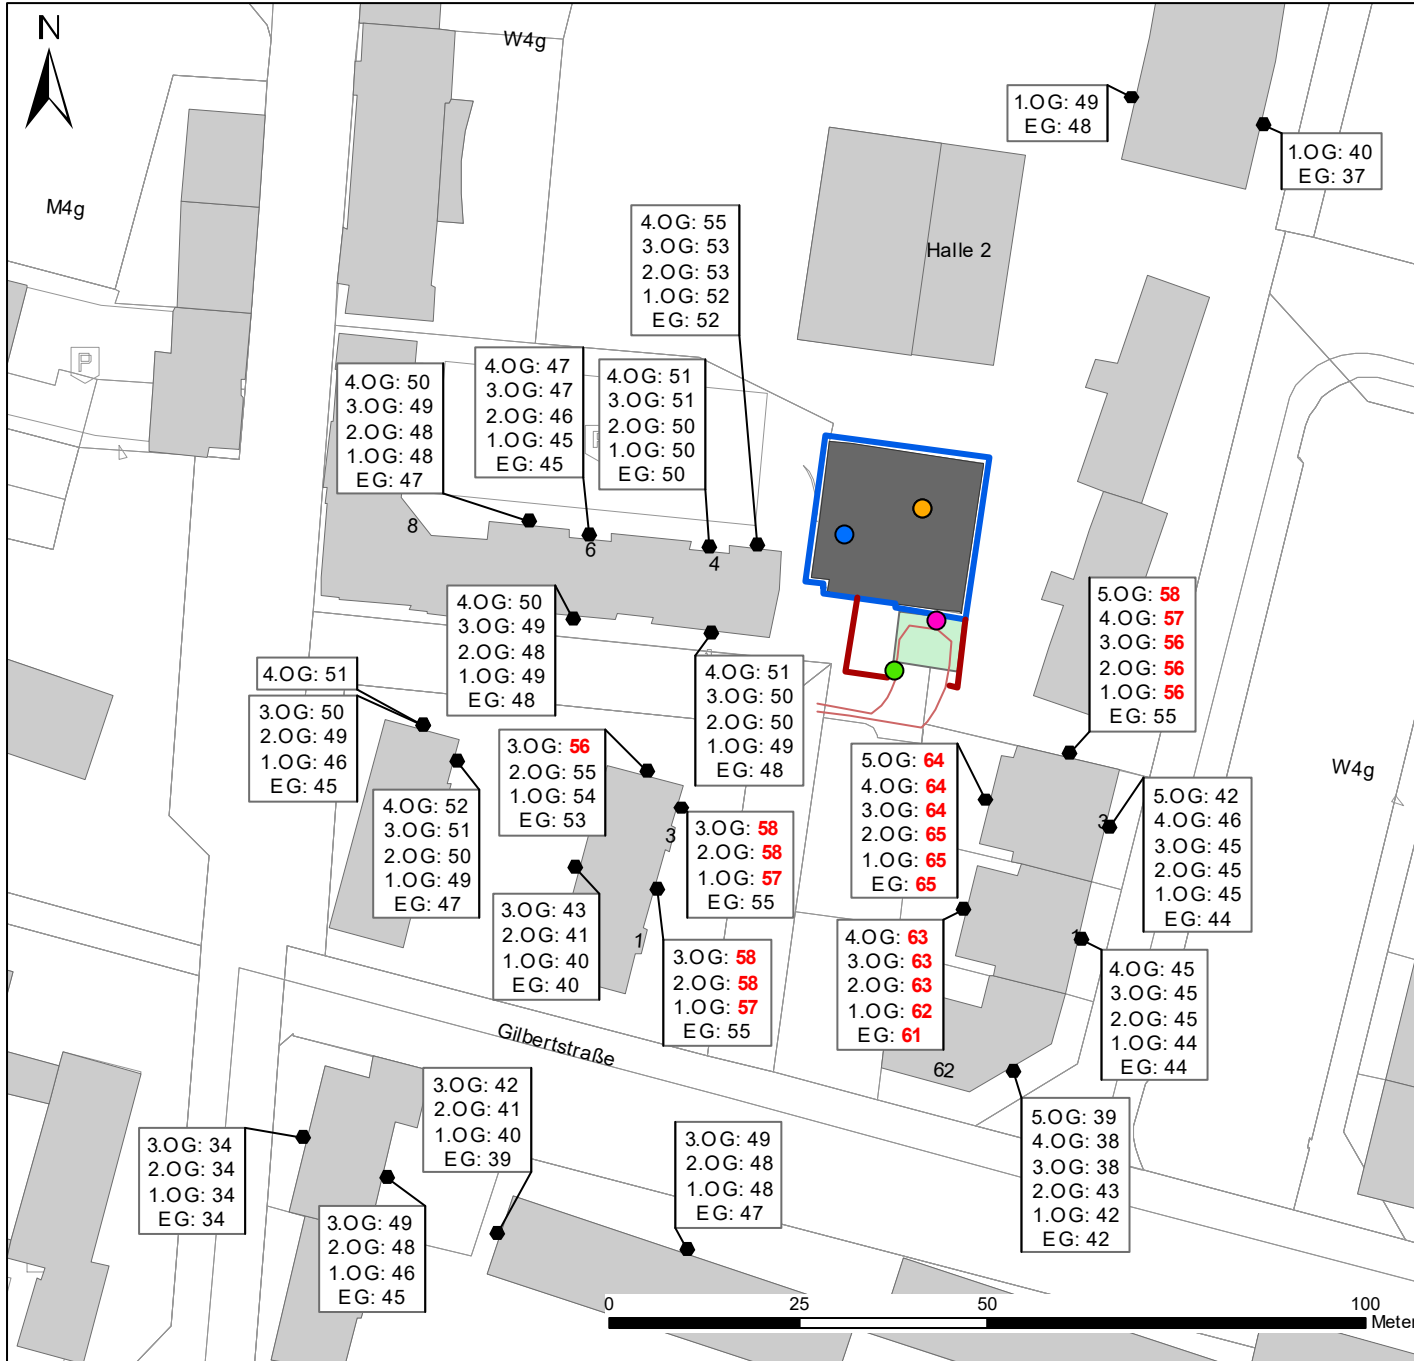 N
W4g
1.OG: 49
EG: 48
1.OG: 40
EG: 37
M4g
4.OG: 55
3.OG: 53
2.OG: 53
1.OG: 52
EG: 52
Halle 2
P
4.OG: 50
3.OG: 49
2.OG: 48
1.OG: 48
EG: 47
4.OG: 47
3.OG: 47
2.OG: 46
1.OG: 45
EG: 45
4.OG: 51
3.OG: 51
2.OG: 50
1.OG: 50
EG: 50
8
6
4
4.OG: 50
3.OG: 49
2.OG: 48
1.OG: 49
EG: 48
4.OG: 51
3.OG: 50
2.OG: 50
1.OG: 49
EG: 48
5.OG: 58
4.OG: 57
3.OG: 56
2.OG: 56
1.OG: 56
EG: 55
4.OG: 51
3.OG: 50
2.OG: 49
1.OG: 46
EG: 45
4.OG: 52
3.OG: 51
2.OG: 50
1.OG: 49
EG: 47
3.OG: 56
2.OG: 55
1.OG: 54
EG: 53
3
3.OG: 58
2.OG: 58
1.OG: 57
EG: 55
5.OG: 64
4.OG: 64
3.OG: 64
2.OG: 65
1.OG: 65
EG: 65
3
5.OG: 42
4.OG: 46
3.OG: 45
2.OG: 45
1.OG: 45
EG: 44
W4g
3.OG: 43
2.OG: 41
1.OG: 40
EG: 40
1
3.OG: 58
2.OG: 58
1.OG: 57
EG: 55
4.OG: 63
3.OG: 63
2.OG: 63
1.OG: 62
EG: 61
1
4.OG: 45
3.OG: 45
2.OG: 45
1.OG: 44
EG: 44
Gilbertstraße
62
3.OG: 42
2.OG: 41
1.OG: 40
EG: 39
3.OG: 34
2.OG: 34
1.OG: 34
EG: 34
3.OG: 49
2.OG: 48
1.OG: 46
EG: 45
3.OG: 49
2.OG: 48
1.OG: 48
EG: 47
5.OG: 39
4.OG: 38
3.OG: 38
2.OG: 43
1.OG: 42
EG: 42
0 25 50 100
Meter